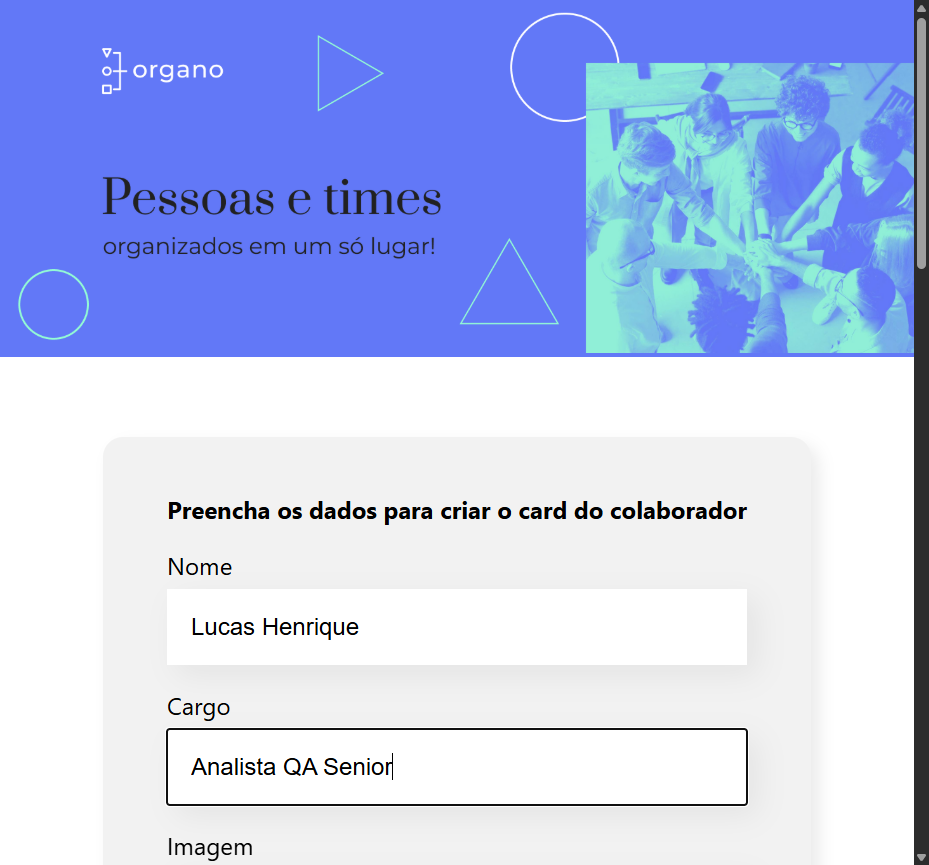 organo
Pessoas e times
organizados em um só lugar!
Preencha os dados para criar o card do colaborador
Nome
Lucas Henrique
Cargo
Analista QA Senior
Imagem